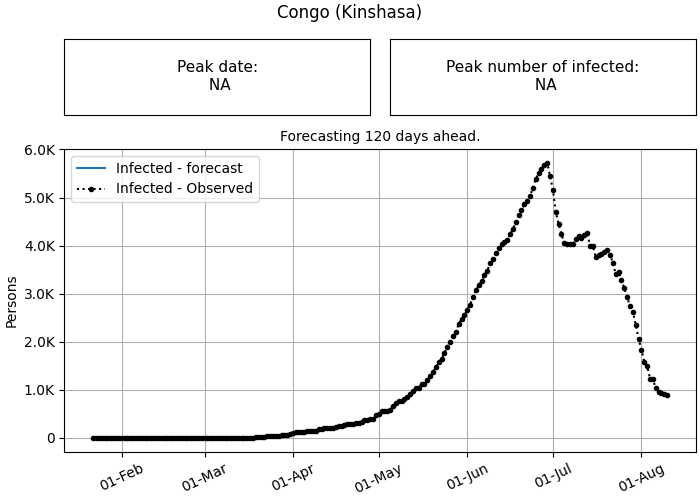 Congo (Kinshasa)
Peak date:
NA
Peak number of infected:
NA
Forecasting 120 days ahead.
6.0K
5.0K
4.0K
3.0K
2.0K
1.0K
0
Persons
Infected - forecast
Infected - Observed
01-Feb
01-Mar
01-Apr
01-May
01-Jun
01-Jul
01-Aug